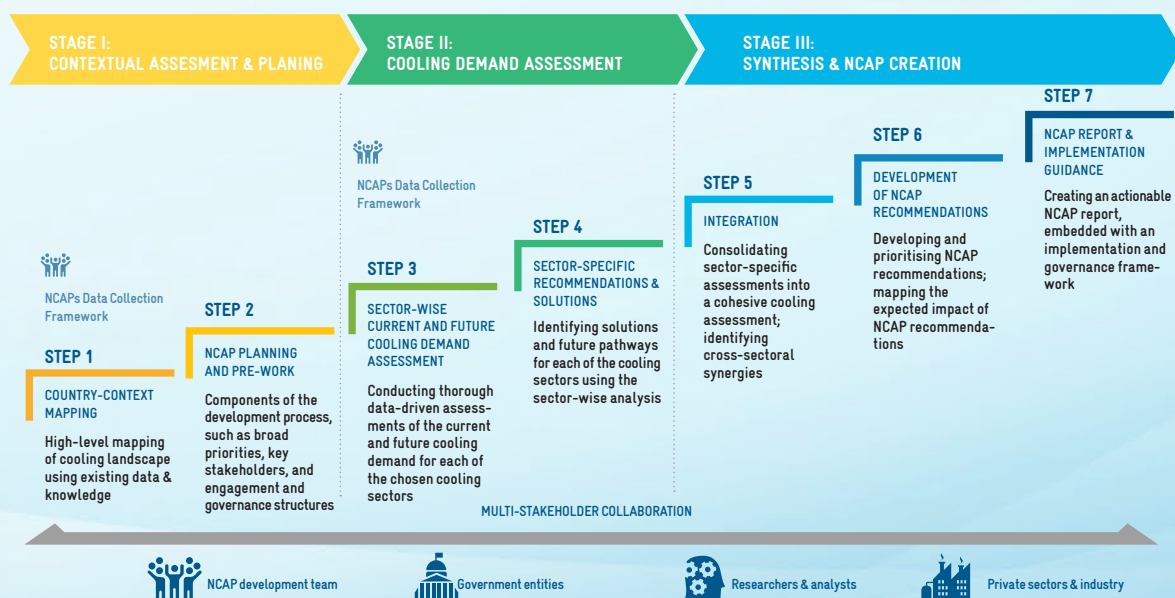 STAGE I:
CONTEXTUAL ASSESMENT & PLANING
STAGE II:
COOLING DEMAND ASSESSMENT
STAGE III:
SYNTHESIS & NCAP CREATION
NCAPs Data Collection
Framework
STEP 1
COUNTRY-CONTEXT
MAPPING
High-level mapping
of cooling landscape
using existing data &
knowledge
STEP 2
NCAP PLANNING
AND PRE-WORK
Components of the
development process,
such as broad
priorities, key
stakeholders, and
engagement and
governance structures
NCAPs Data Collection
Framework
STEP 3
SECTOR-WISE
CURRENT AND FUTURE
COOLING DEMAND
ASSESSMENT
Conducting thorough
data-driven assess-
ments of the current
and future cooling
demand for each of
the chosen cooling
sectors
STEP 4
SECTOR-SPECIFIC
RECOMMENDATIONS &
SOLUTIONS
Identifying solutions
and future pathways
for each of the cooling
sectors using the
sector-wise analysis
STEP 5
INTEGRATION
Consolidating
sector-specific
assessments into
a cohesive cooling
assessment;
identifying
cross-sectoral
synergies
STEP 6
DEVELOPMENT
OF NCAP
RECOMMENDATIONS
Developing and
prioritising NCAP
recommendations;
mapping the
expected impact of
NCAP recommenda-
tions
STEP 7
NCAP REPORT &
IMPLEMENTATION
GUIDANCE
Creating an actionable
NCAP report,
embedded with an
implementation and
governance frame-
work
MULTI-STAKEHOLDER COLLABORATION
NCAP development team
Government entities
Researchers & analysts
Private sectors & industry